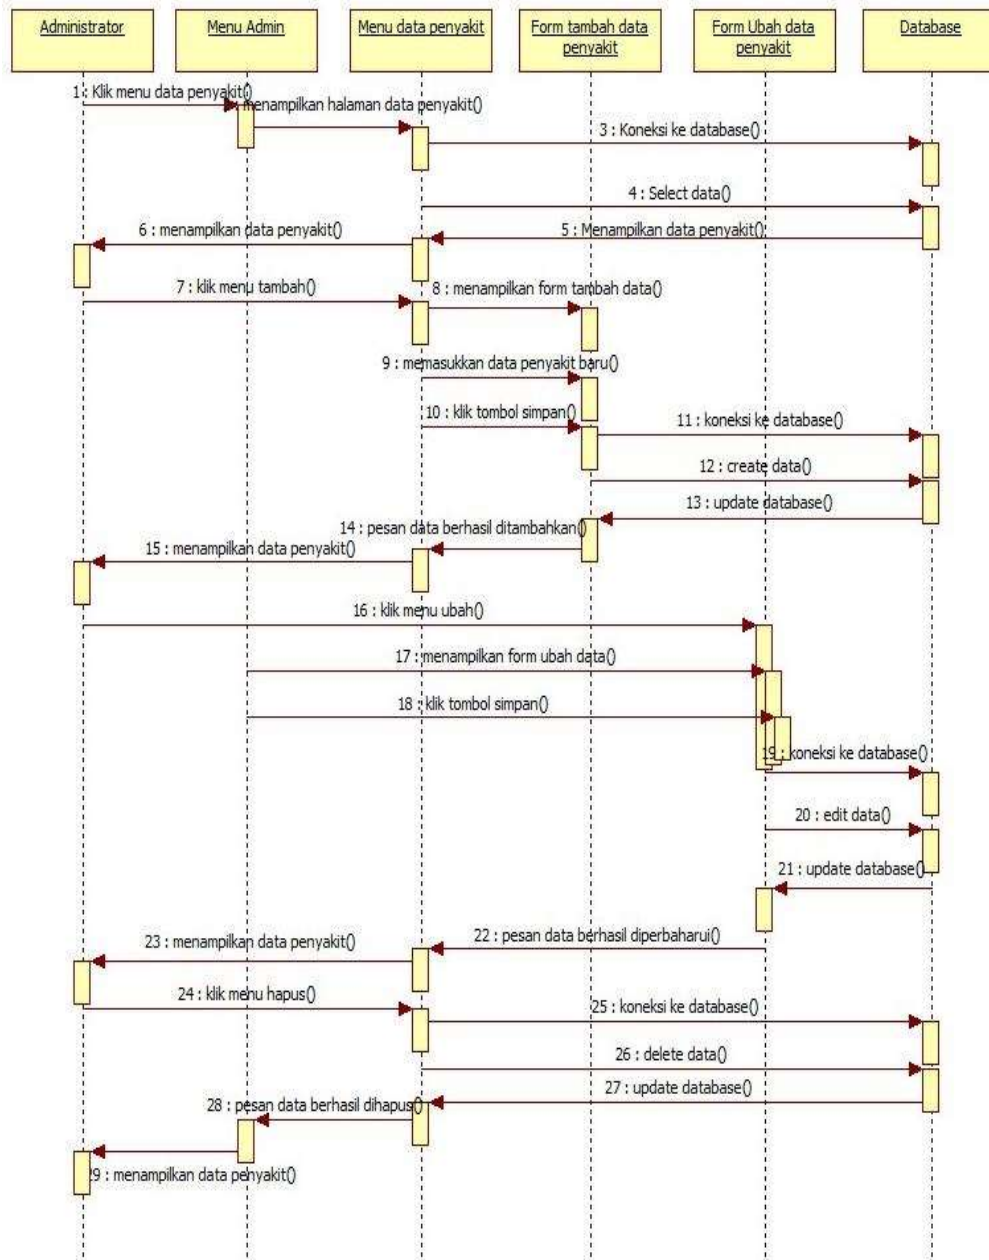 Administrator
Menu Admin
Menu data penyakit
Form tambah data
penyakit
Form Ubah data
penyakit
Database
1 : Klik menu data penyakit()
menampilkan halaman data penyakit()
3 : Koneksi ke database()
4 : Select data()
5 : Menampilkan data penyakit()
6 : menampilkan data penyakit()
7 : klik menu tambah()
8 : menampilkan form tambah data()
9 : memasukkan data penyakit baru()
10 : klik tombol simpan()
11 : koneksi ke database()
12 : create data()
13 : update database()
14 : pesan data berhasil ditambahkan()
15 : menampilkan data penyakit()
16 : klik menu ubah()
17 : menampilkan form ubah data()
18 : klik tombol simpan()
19 : koneksi ke database()
20 : edit data()
21 : update database()
22 : pesan data berhasil diperbaharui()
23 : menampilkan data penyakit()
24 : klik menu hapus()
25 : koneksi ke database()
26 : delete data()
27 : update database()
28 : pesan data berhasil dihapus()
29 : menampilkan data penyakit()